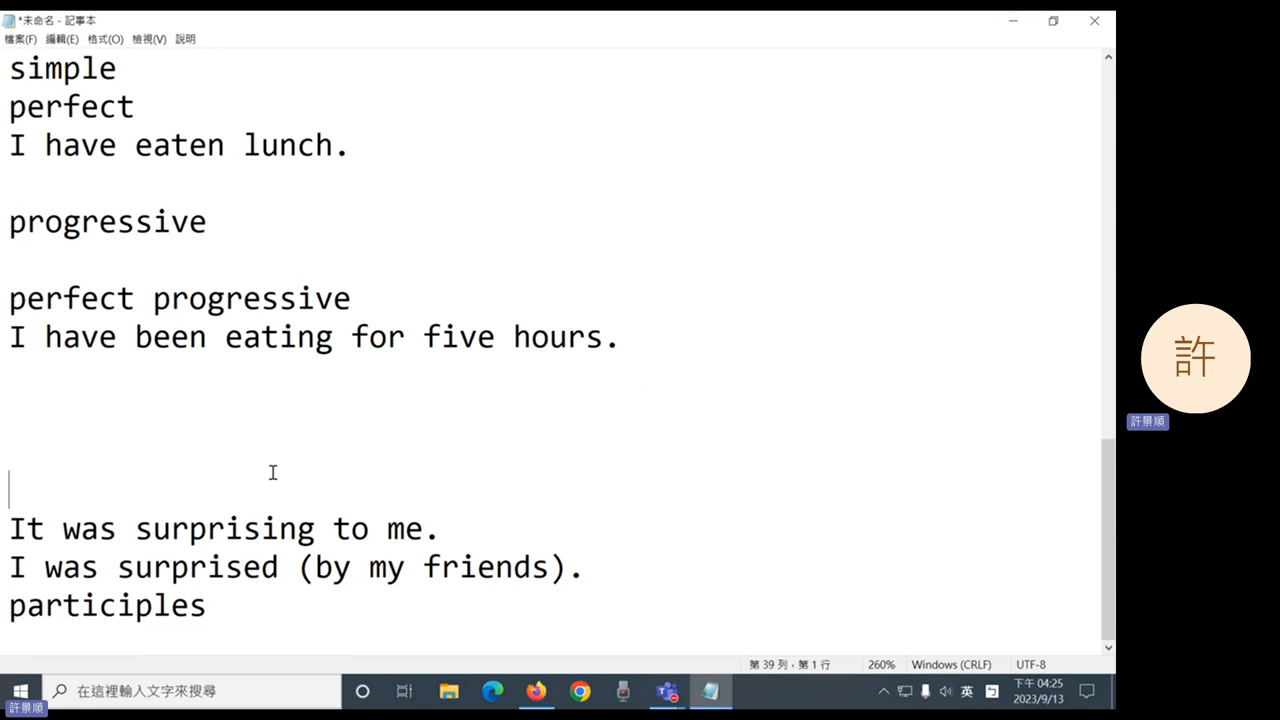 *未命名 - 記事本
檔案(F) 編輯(E) 格式(O) 檢視(V) 說明
simple
perfect
I have eaten lunch.
progressive
perfect progressive
I have been eating for five hours.
It was surprising to me.
I was surprised (by my friends).
participles
許
許景順
第 39 列，第 1 行 260% Windows (CRLF) UTF-8
在這裡輸入文字來搜尋
英
下午 04:25
2023/9/13
許景順